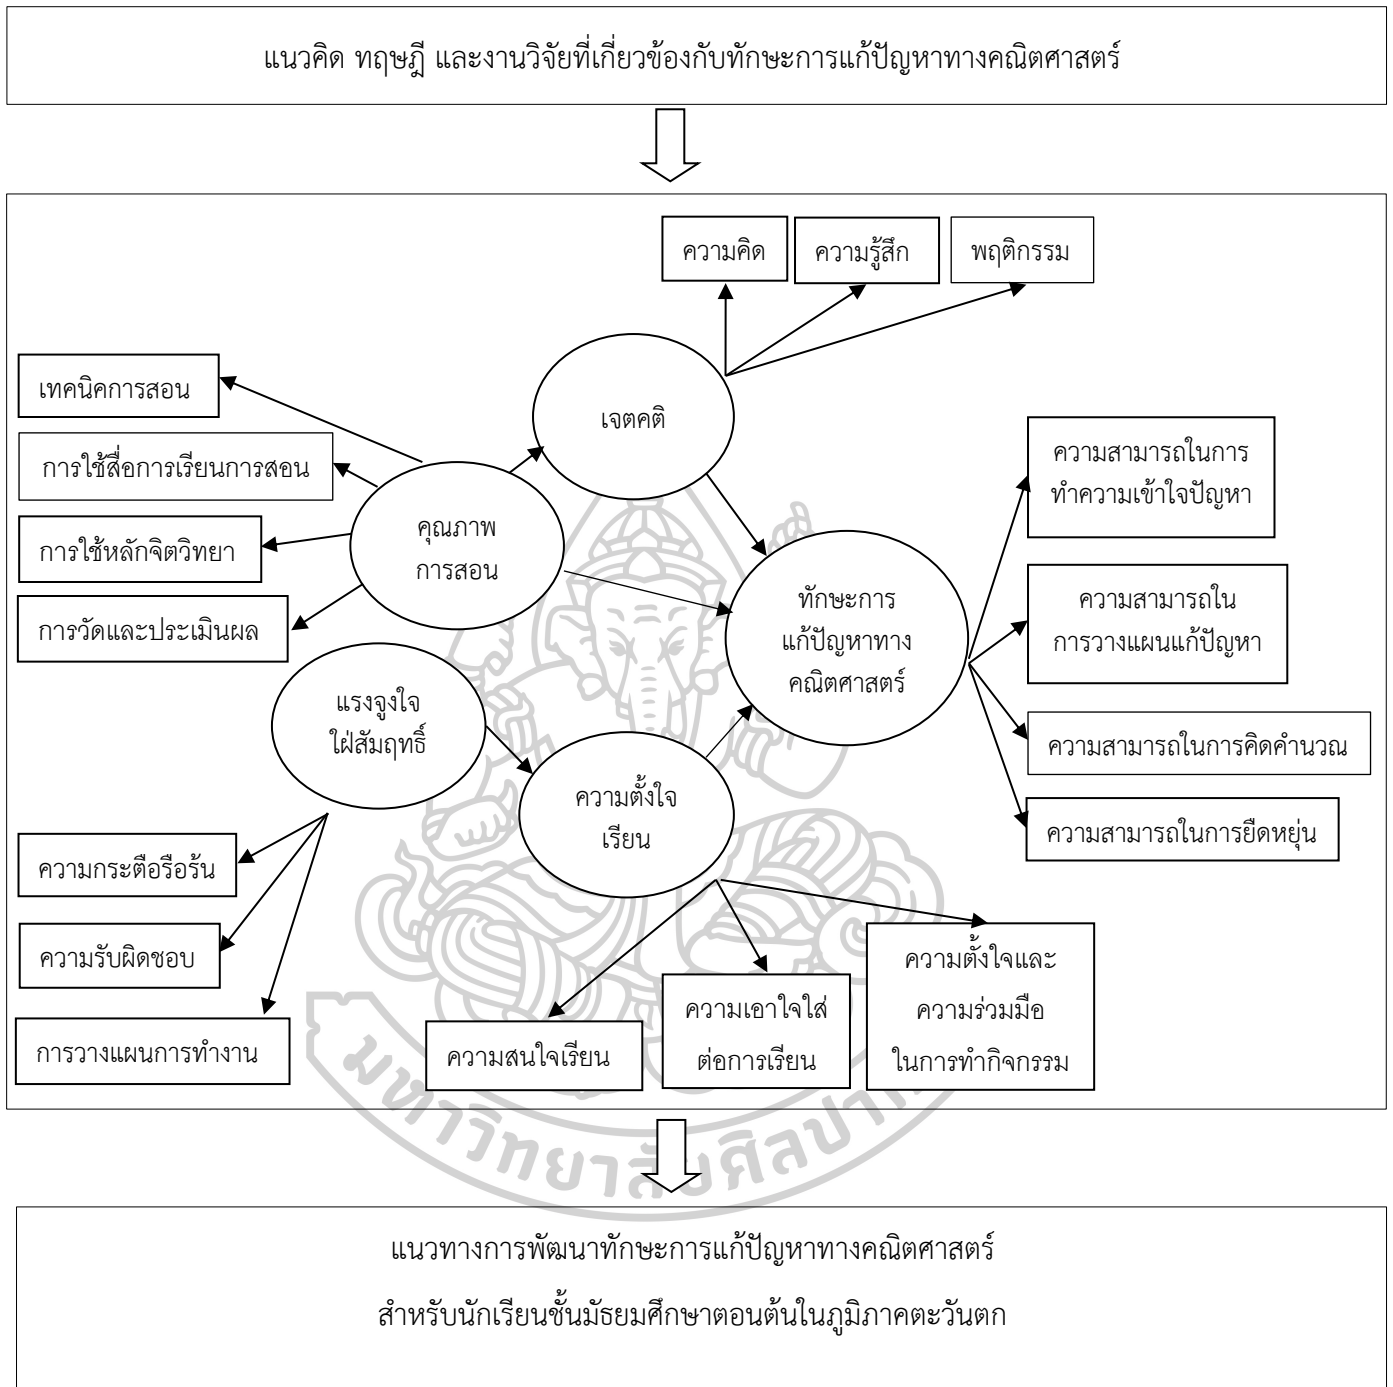 แนวคิด ทฤษฎี และงานวิจัยที่เกี่ยวข้องกับทักษะการแก้ปัญหาทางคณิตศาสตร์
ความคิด
ความรู้สึก
พฤติกรรม
เทคนิคการสอน
การใช้สื่อการเรียนการสอน
การใช้หลักจิตวิทยา
การวัดและประเมินผล
เจตคติ
คุณภาพ
การสอน
แรงจูงใจ
ใฝ่สัมฤทธิ์
ความตั้งใจ
เรียน
ทักษะการ
แก้ปัญหาทาง
คณิตศาสตร์
ความสามารถในการ
ทำความเข้าใจปัญหา
ความสามารถใน
การวางแผนแก้ปัญหา
ความสามารถในการคิดคำนวณ
ความสามารถในการยืดหยุ่น
ความกระตือรือร้น
ความรับผิดชอบ
การวางแผนการทำงาน
ความสนใจเรียน
ความเอาใจใส่
ต่อการเรียน
ความตั้งใจและ
ความร่วมมือ
ในการทำกิจกรรม
มหาวิทยาลัยศิลปากร
แนวทางการพัฒนาทักษะการแก้ปัญหาทางคณิตศาสตร์
สำหรับนักเรียนชั้นมัธยมศึกษาตอนต้นในภูมิภาคตะวันตก